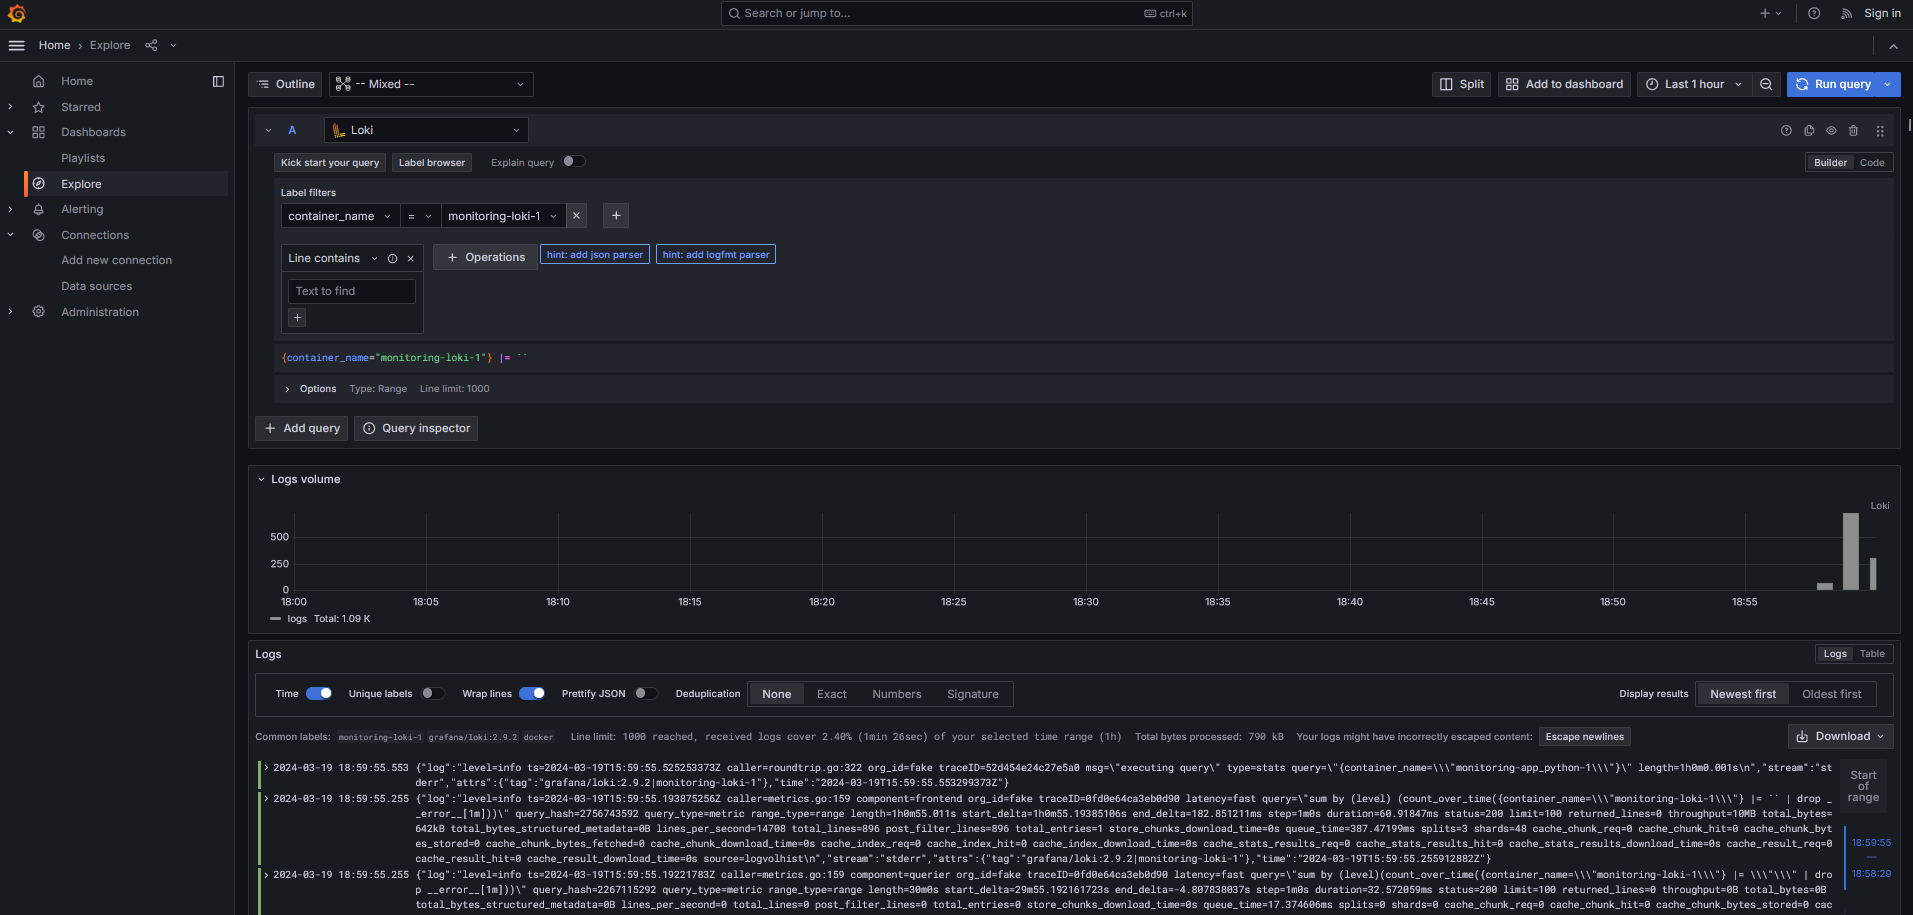 Search or jump to...
ctrl+k
Sign in
Home › Explore
Home
Starred
Dashboards
Playlists
Explore
Alerting
Connections
Add new connection
Data sources
Administration
Outline
-- Mixed --
Split
Add to dashboard
Last 1 hour
Run query
A
Loki
Kick start your query
Label browser
Explain query
Builder
Code
Label filters
container_name
=
monitoring-loki-1
Line contains
Operations
hint: add json parser
hint: add logfmt parser
Text to find
{container_name="monitoring-loki-1"} |= ``
Options Type: Range Line limit: 1000
Add query
Query inspector
Logs volume
Loki
500
250
0
18:00 18:05 18:10 18:15 18:20 18:25 18:30 18:35 18:40 18:45 18:50 18:55
logs Total: 1.09 K
Logs
Logs
Table
Time
Unique labels
Wrap lines
Prettify JSON
Deduplication
None
Exact
Numbers
Signature
Display results
Newest first
Oldest first
Common labels: monitoring-loki-1 grafana/loki:2.9.2 docker Line limit: 1000 reached, received logs cover 2.40% (1min 26sec) of your selected time range (1h) Total bytes processed: 790 kB Your logs might have incorrectly escaped content: Escape newlines
Download
2024-03-19 18:59:55.553 {"log":"level=info ts=2024-03-19T15:59:55.525253373Z caller=roundtrip.go:322 org_id=fake traceID=52d454e24c27e5a0 msg=\"executing query\" type=stats query=\"{container_name=\\\"monitoring-app_python-1\\\"}\" length=1h0m0.001s\n","stream":"st
derr","attrs":{"tag":"grafana/loki:2.9.2|monitoring-loki-1"},"time":"2024-03-19T15:59:55.553299373Z"}
2024-03-19 18:59:55.255 {"log":"level=info ts=2024-03-19T15:59:55.193875256Z caller=metrics.go:159 component=frontend org_id=fake traceID=0fd0e64ca3eb0d90 latency=fast query=\"sum by (level) (count_over_time({container_name=\\\"monitoring-loki-1\\\"} |= `` | drop _
_error__[1m]))\" query_hash=2756743592 query_type=metric range_type=range length=1h0m55.011s start_delta=1h0m55.19385106s end_delta=182.851211ms step=1m0s duration=60.91847ms status=200 limit=100 returned_lines=0 throughput=10MB total_bytes=
642kB total_bytes_structured_metadata=0B lines_per_second=14708 total_lines=896 post_filter_lines=896 total_entries=1 store_chunks_download_time=0s queue_time=387.47199ms splits=3 shards=48 cache_chunk_req=0 cache_chunk_hit=0 cache_chunk_byt
es_stored=0 cache_chunk_bytes_fetched=0 cache_chunk_download_time=0s cache_index_req=0 cache_index_hit=0 cache_index_download_time=0s cache_stats_results_req=0 cache_stats_results_hit=0 cache_stats_results_download_time=0s cache_result_req=0
cache_result_hit=0 cache_result_download_time=0s source=logvolhist\n","stream":"stderr","attrs":{"tag":"grafana/loki:2.9.2|monitoring-loki-1"},"time":"2024-03-19T15:59:55.255912882Z"}
2024-03-19 18:59:55.255 {"log":"level=info ts=2024-03-19T15:59:55.19221783Z caller=metrics.go:159 component=querier org_id=fake traceID=0fd0e64ca3eb0d90 latency=fast query=\"sum by (level)(count_over_time({container_name=\\\"monitoring-loki-1\\\"} |= \\\"\\\" | dro
p __error__[1m]))\" query_hash=2267115292 query_type=metric range_type=range length=30m0s start_delta=29m55.192161723s end_delta=-4.807838037s step=1m0s duration=32.572059ms status=200 limit=100 returned_lines=0 throughput=0B total_bytes=0B
total_bytes_structured_metadata=0B lines_per_second=0 total_lines=0 post_filter_lines=0 total_entries=0 store_chunks_download_time=0s queue_time=17.374606ms splits=0 shards=0 cache_chunk_req=0 cache_chunk_hit=0 cache_chunk_bytes_stored=0 cac
Start
of
range
18:59:55
—
18:58:29